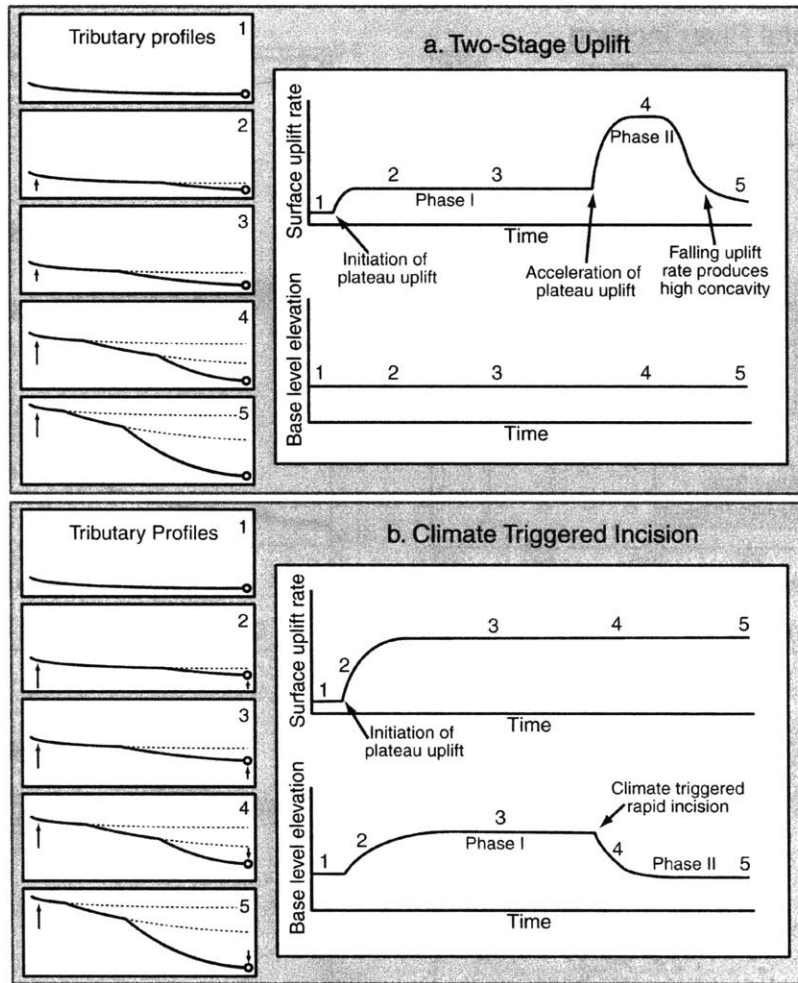 Tributary profiles 1
2
3
4
5
a. Two-Stage Uplift
Surface uplift rate
1
2
3
4
5
Phase I
Phase II
Initiation of
plateau uplift
Time
Acceleration of
plateau uplift
Falling uplift
rate produces
high concavity
Base level elevation
1
2
3
4
5
Time
Tributary Profiles 1
2
3
4
5
b. Climate Triggered Incision
Surface uplift rate
1
2
3
4
5
Initiation of
plateau uplift
Time
Base level elevation
1
2
3
4
5
Phase I
Climate triggered
rapid incision
Phase II
Time